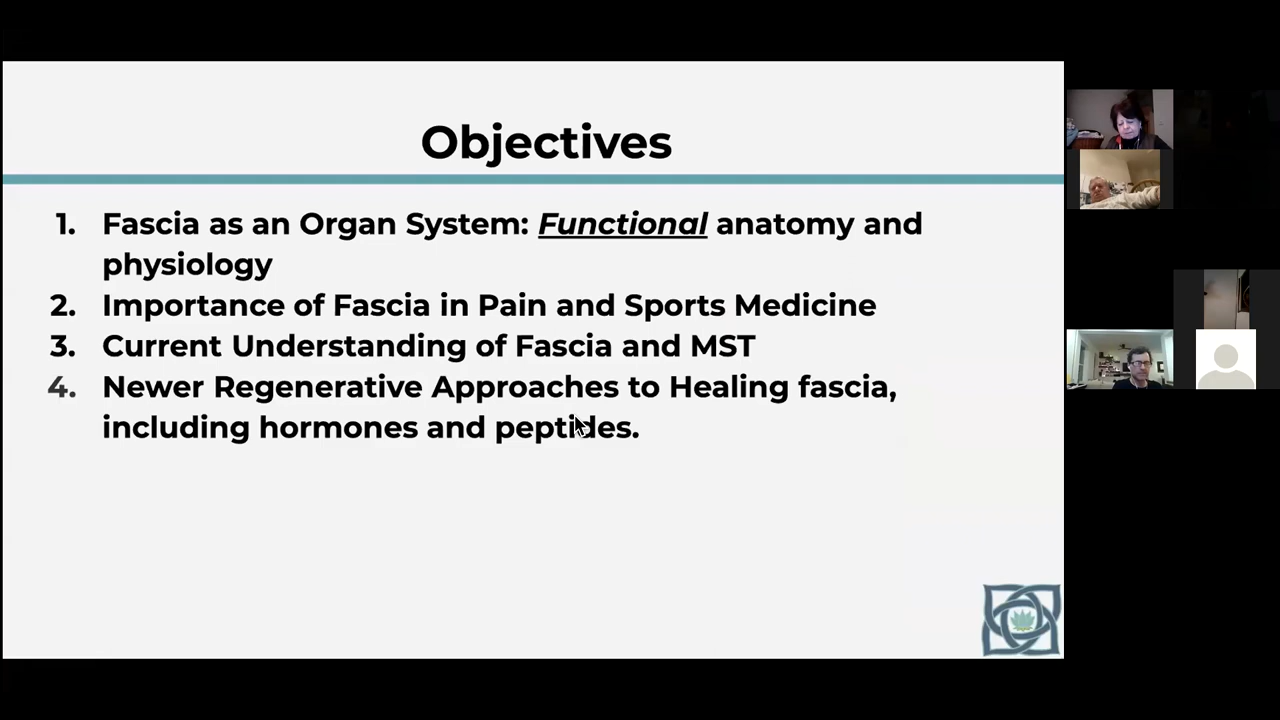 Objectives
1. Fascia as an Organ System: Functional anatomy and
physiology
2. Importance of Fascia in Pain and Sports Medicine
3. Current Understanding of Fascia and MST
4. Newer Regenerative Approaches to Healing fascia,
including hormones and peptides.